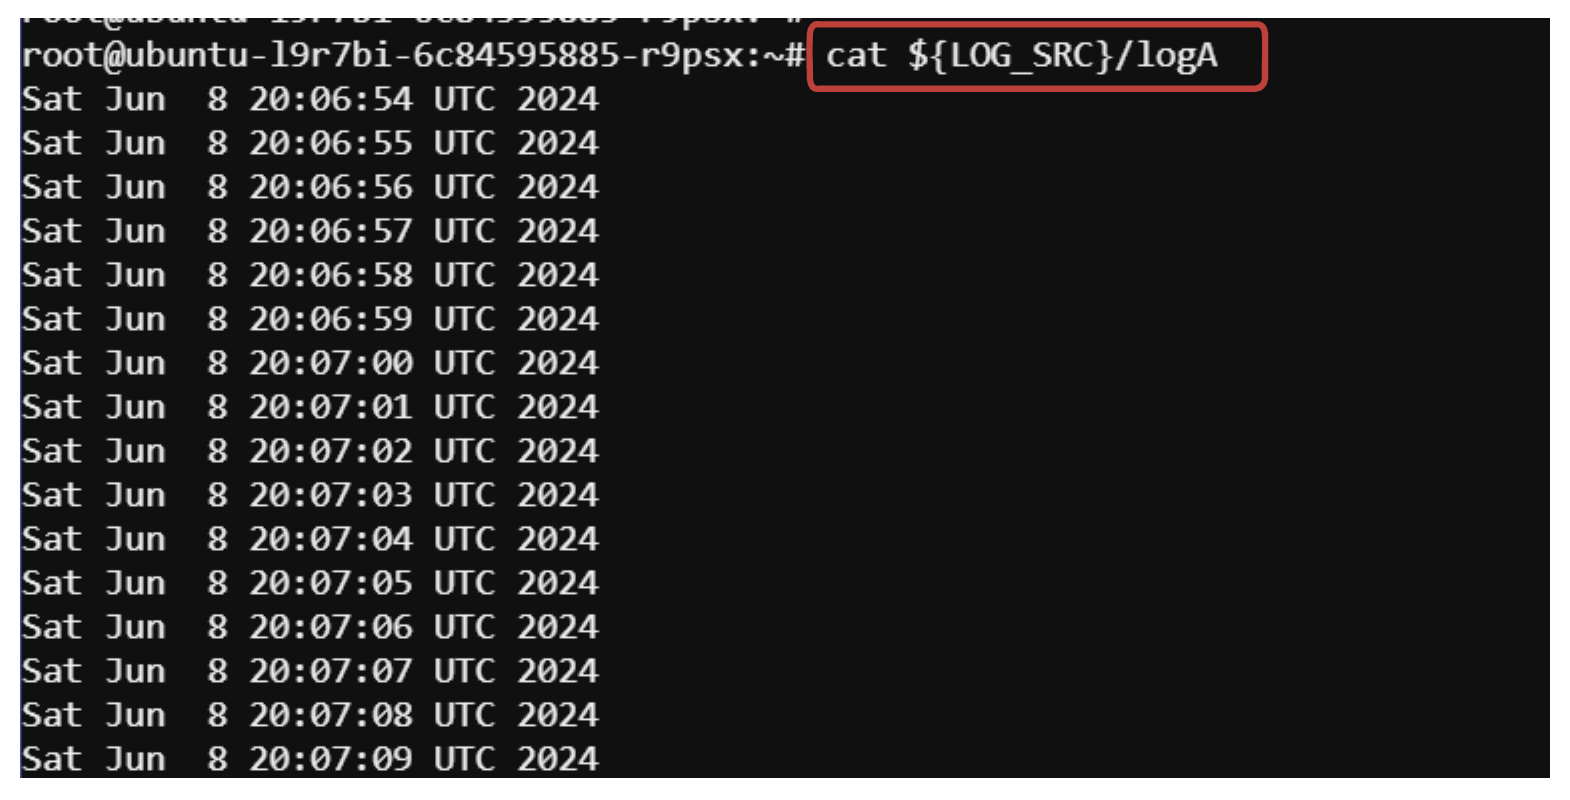 root@ubuntu-l9r7bi-6c84595885-r9psx:~#
root@ubuntu-l9r7bi-6c84595885-r9psx:~# cat ${LOG_SRC}/logA
Sat Jun  8 20:06:54 UTC 2024
Sat Jun  8 20:06:55 UTC 2024
Sat Jun  8 20:06:56 UTC 2024
Sat Jun  8 20:06:57 UTC 2024
Sat Jun  8 20:06:58 UTC 2024
Sat Jun  8 20:06:59 UTC 2024
Sat Jun  8 20:07:00 UTC 2024
Sat Jun  8 20:07:01 UTC 2024
Sat Jun  8 20:07:02 UTC 2024
Sat Jun  8 20:07:03 UTC 2024
Sat Jun  8 20:07:04 UTC 2024
Sat Jun  8 20:07:05 UTC 2024
Sat Jun  8 20:07:06 UTC 2024
Sat Jun  8 20:07:07 UTC 2024
Sat Jun  8 20:07:08 UTC 2024
Sat Jun  8 20:07:09 UTC 2024